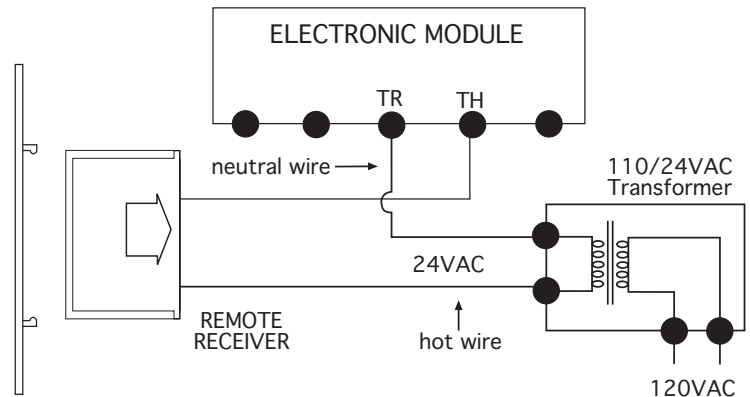 ELECTRONIC MODULE
TR TH
neutral wire
110/24VAC
Transformer
24VAC
REMOTE
RECEIVER
hot wire
120VAC